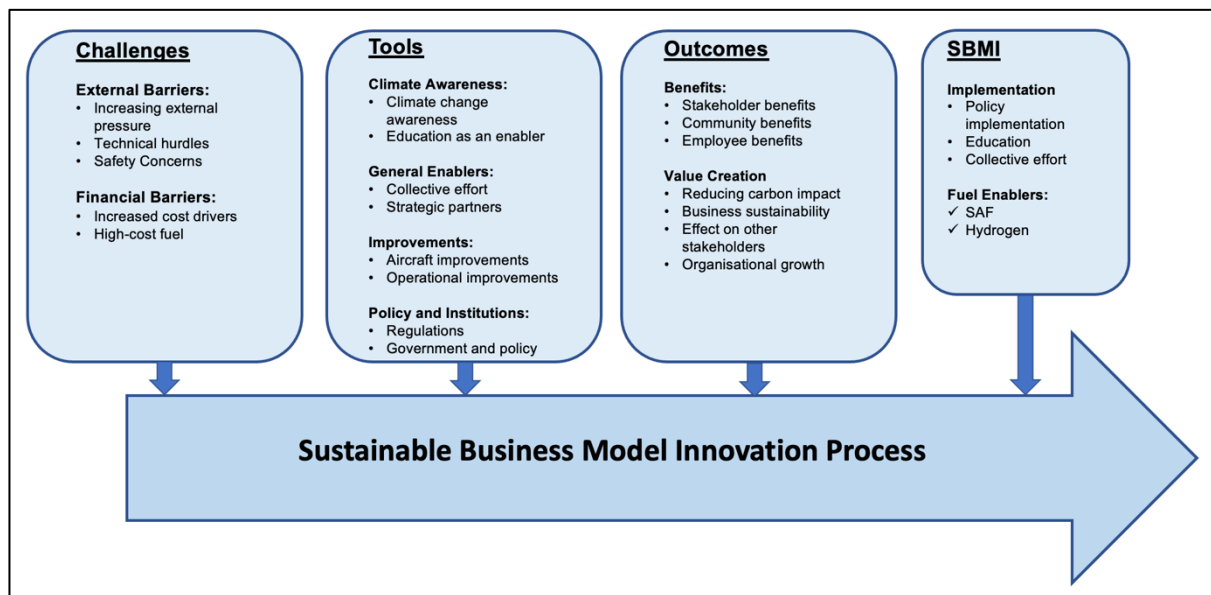 Challenges
External Barriers:
• Increasing external
pressure
• Technical hurdles
• Safety Concerns
Financial Barriers:
• Increased cost drivers
• High-cost fuel
Tools
Climate Awareness:
• Climate change
awareness
• Education as an enabler
General Enablers:
• Collective effort
• Strategic partners
Improvements:
• Aircraft improvements
• Operational improvements
Policy and Institutions:
• Regulations
• Government and policy
Outcomes
Benefits:
• Stakeholder benefits
• Community benefits
• Employee benefits
Value Creation
• Reducing carbon impact
• Business sustainability
• Effect on other
stakeholders
• Organisational growth
SBMI
Implementation
• Policy
implementation
• Education
• Collective effort
Fuel Enablers:
✓ SAF
✓ Hydrogen
Sustainable Business Model Innovation Process